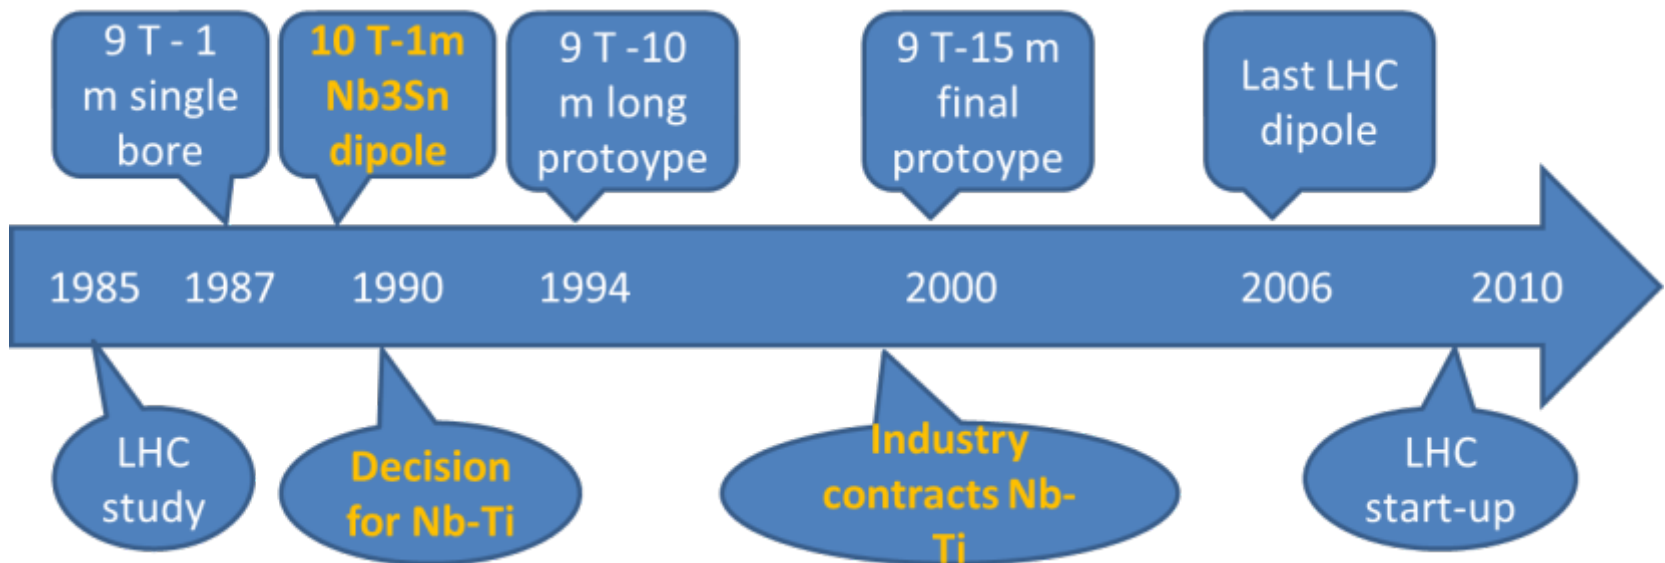 9 T - 1
m single
bore
10 T-1m
Nb3Sn
dipole
9 T -10
m long
protoype
9 T-15 m
final
protoype
Last LHC
dipole
1985
1987
1990
1994
2000
2006
2010
LHC
study
Decision
for Nb-Ti
Industry
contracts Nb-
Ti
LHC
start-up